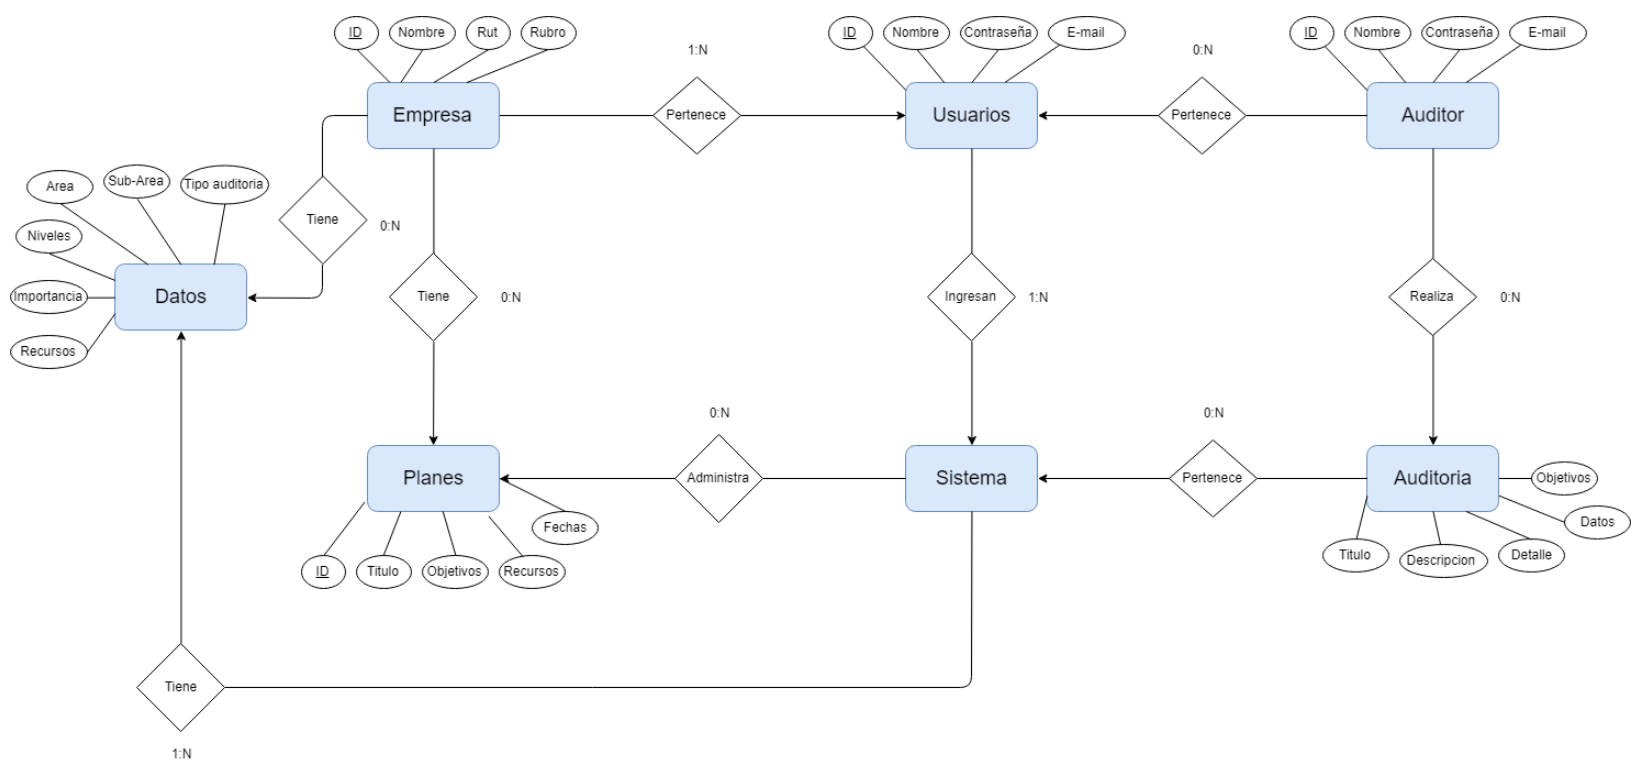 ID
Nombre
Rut
Rubro
ID
Nombre
Contraseña
E-mail
ID
Nombre
Contraseña
E-mail
1:N
0:N
Empresa
Pertenece
Usuarios
Pertenece
Auditor
Area
Sub-Area
Tipo auditoria
Niveles
Tiene
0:N
Importancia
Datos
Tiene
0:N
Ingresan
1:N
Realiza
0:N
Recursos
0:N
0:N
Planes
Administra
Sistema
Pertenece
Auditoria
Objetivos
Fechas
Datos
ID
Titulo
Objetivos
Recursos
Titulo
Descripcion
Detalle
Tiene
1:N